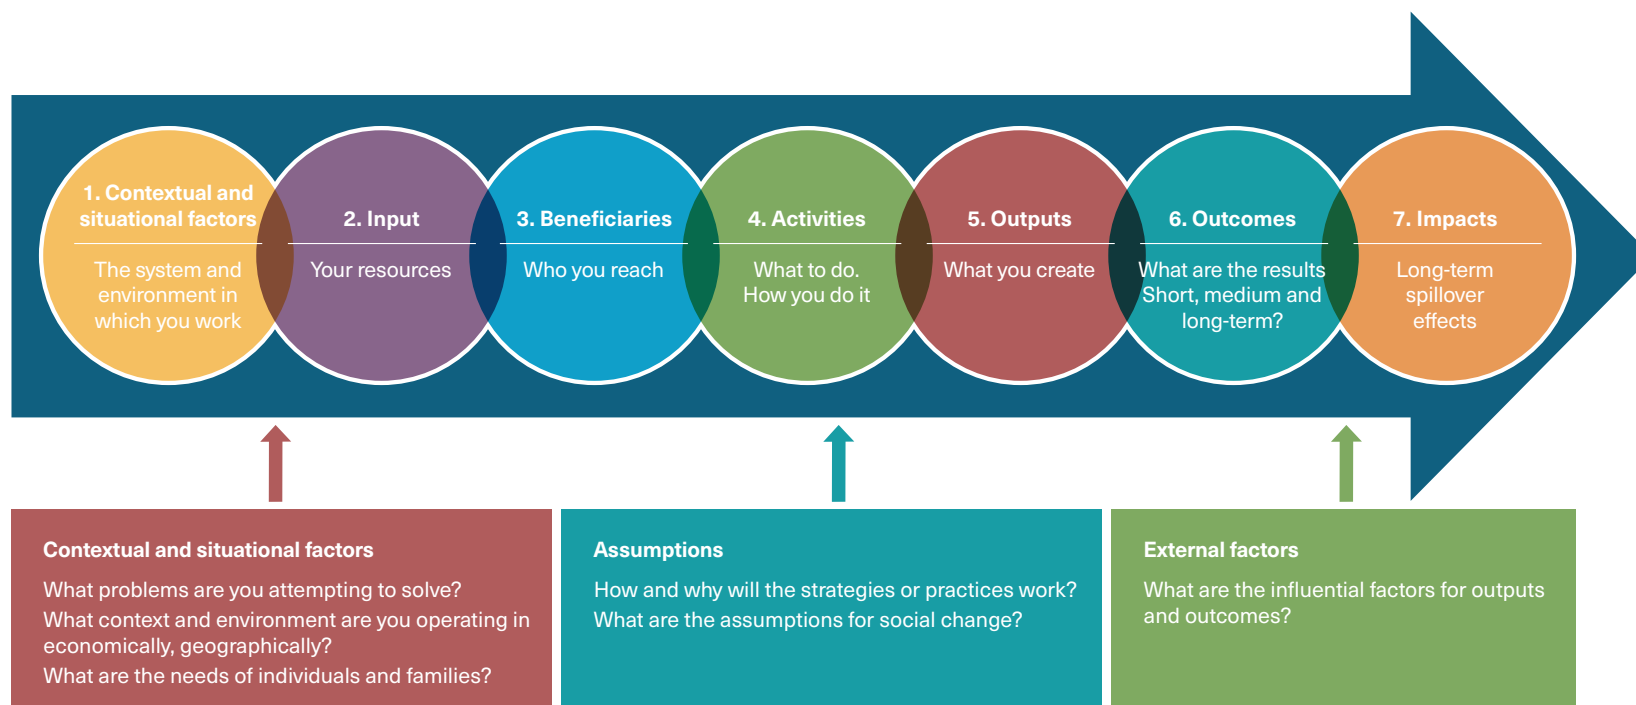 1. Contextual and
situational factors
The system and
environment in
which you work
2. Input
Your resources
3. Beneficiaries
Who you reach
4. Activities
What to do.
How you do it
5. Outputs
What you create
6. Outcomes
What are the results
Short, medium and
long-term?
7. Impacts
Long-term
spillover
effects
Contextual and situational factors
What problems are you attempting to solve?
What context and environment are you operating in
economically, geographically?
What are the needs of individuals and families?
Assumptions
How and why will the strategies or practices work?
What are the assumptions for social change?
External factors
What are the influential factors for outputs
and outcomes?